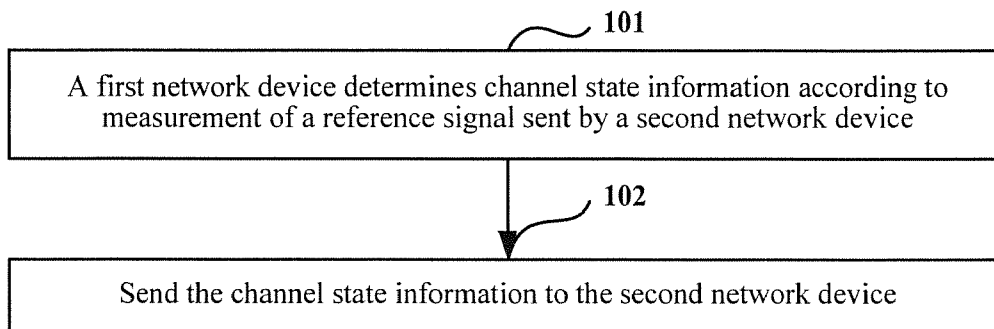 101
A first network device determines channel state information according to
measurement of a reference signal sent by a second network device
102
Send the channel state information to the second network device